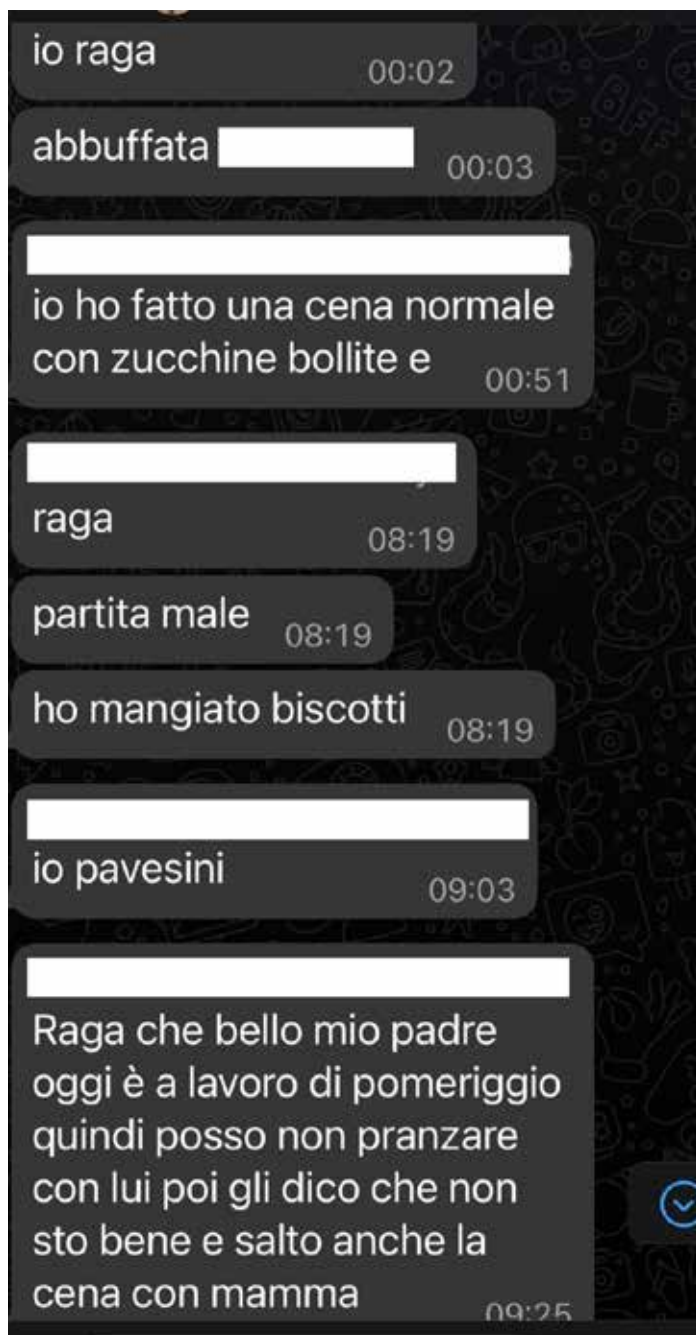 io raga
00:02
abbuffata
00:03
io ho fatto una cena normale
con zucchine bollite e
00:51
raga
08:19
partita male
08:19
ho mangiato biscotti
08:19
io pavesini
09:03
Raga che bello mio padre
oggi è a lavoro di pomeriggio
quindi posso non pranzare
con lui poi gli dico che non
sto bene e salto anche la
cena con mamma
09:25